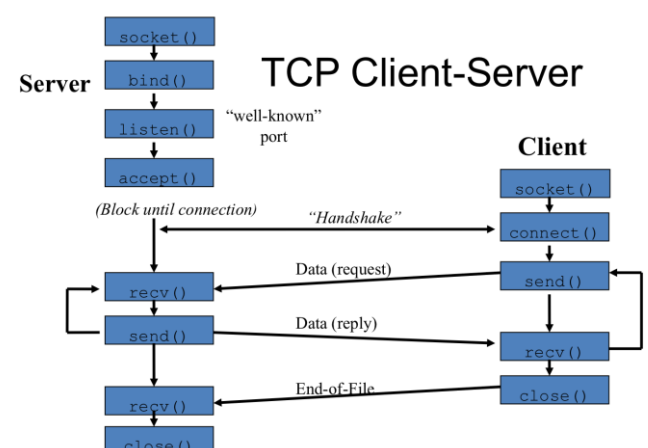 socket()
TCP Client-Server
Server
bind()
listen()
“well-known”
port
accept()
Client
socket()
(Block until connection)
“Handshake”
connect()
Data (request)
send()
recv()
Data (reply)
send()
recv()
End-of-File
close()
recv()
close()